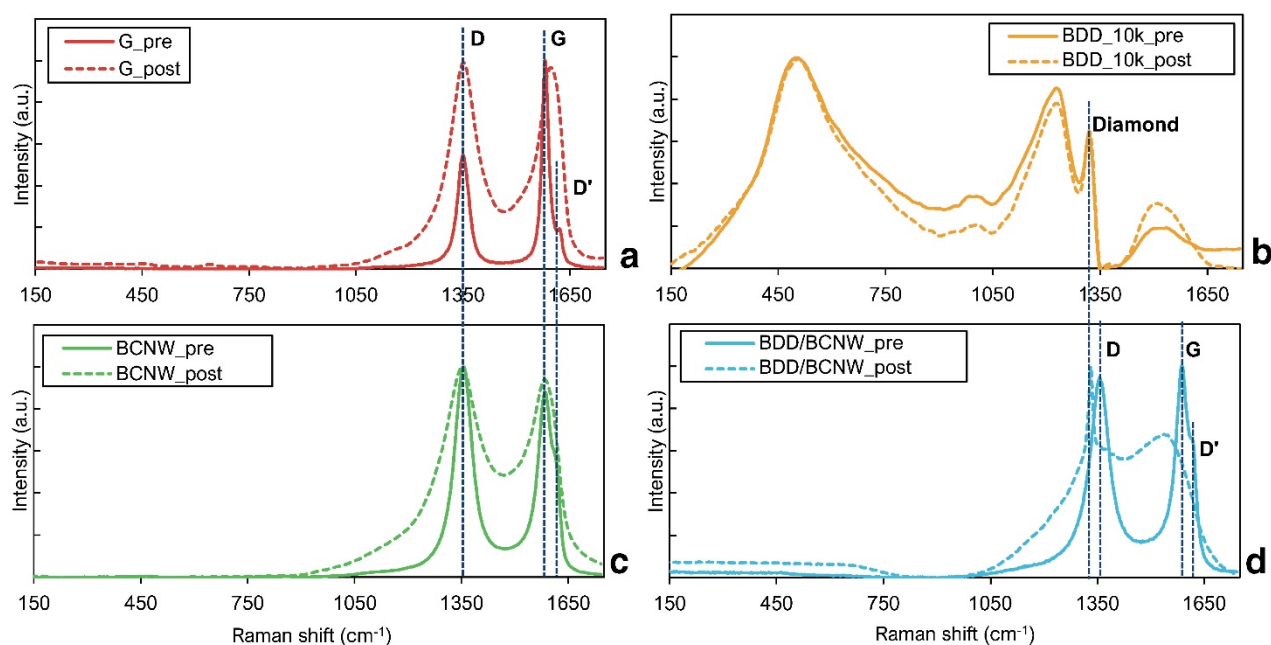 G_pre
G_post
D
G
D'
Intensity (a.u.)
a
150 450 750 1050 1350 1650
BDD_10k_pre
BDD_10k_post
Diamond
Intensity (a.u.)
b
150 450 750 1050 1350 1650
BCNW_pre
BCNW_post
Intensity (a.u.)
c
150 450 750 1050 1350 1650
Raman shift (cm⁻¹)
BDD/BCNW_pre
BDD/BCNW_post
D
G
D'
Intensity (a.u.)
d
150 450 750 1050 1350 1650
Raman shift (cm⁻¹)